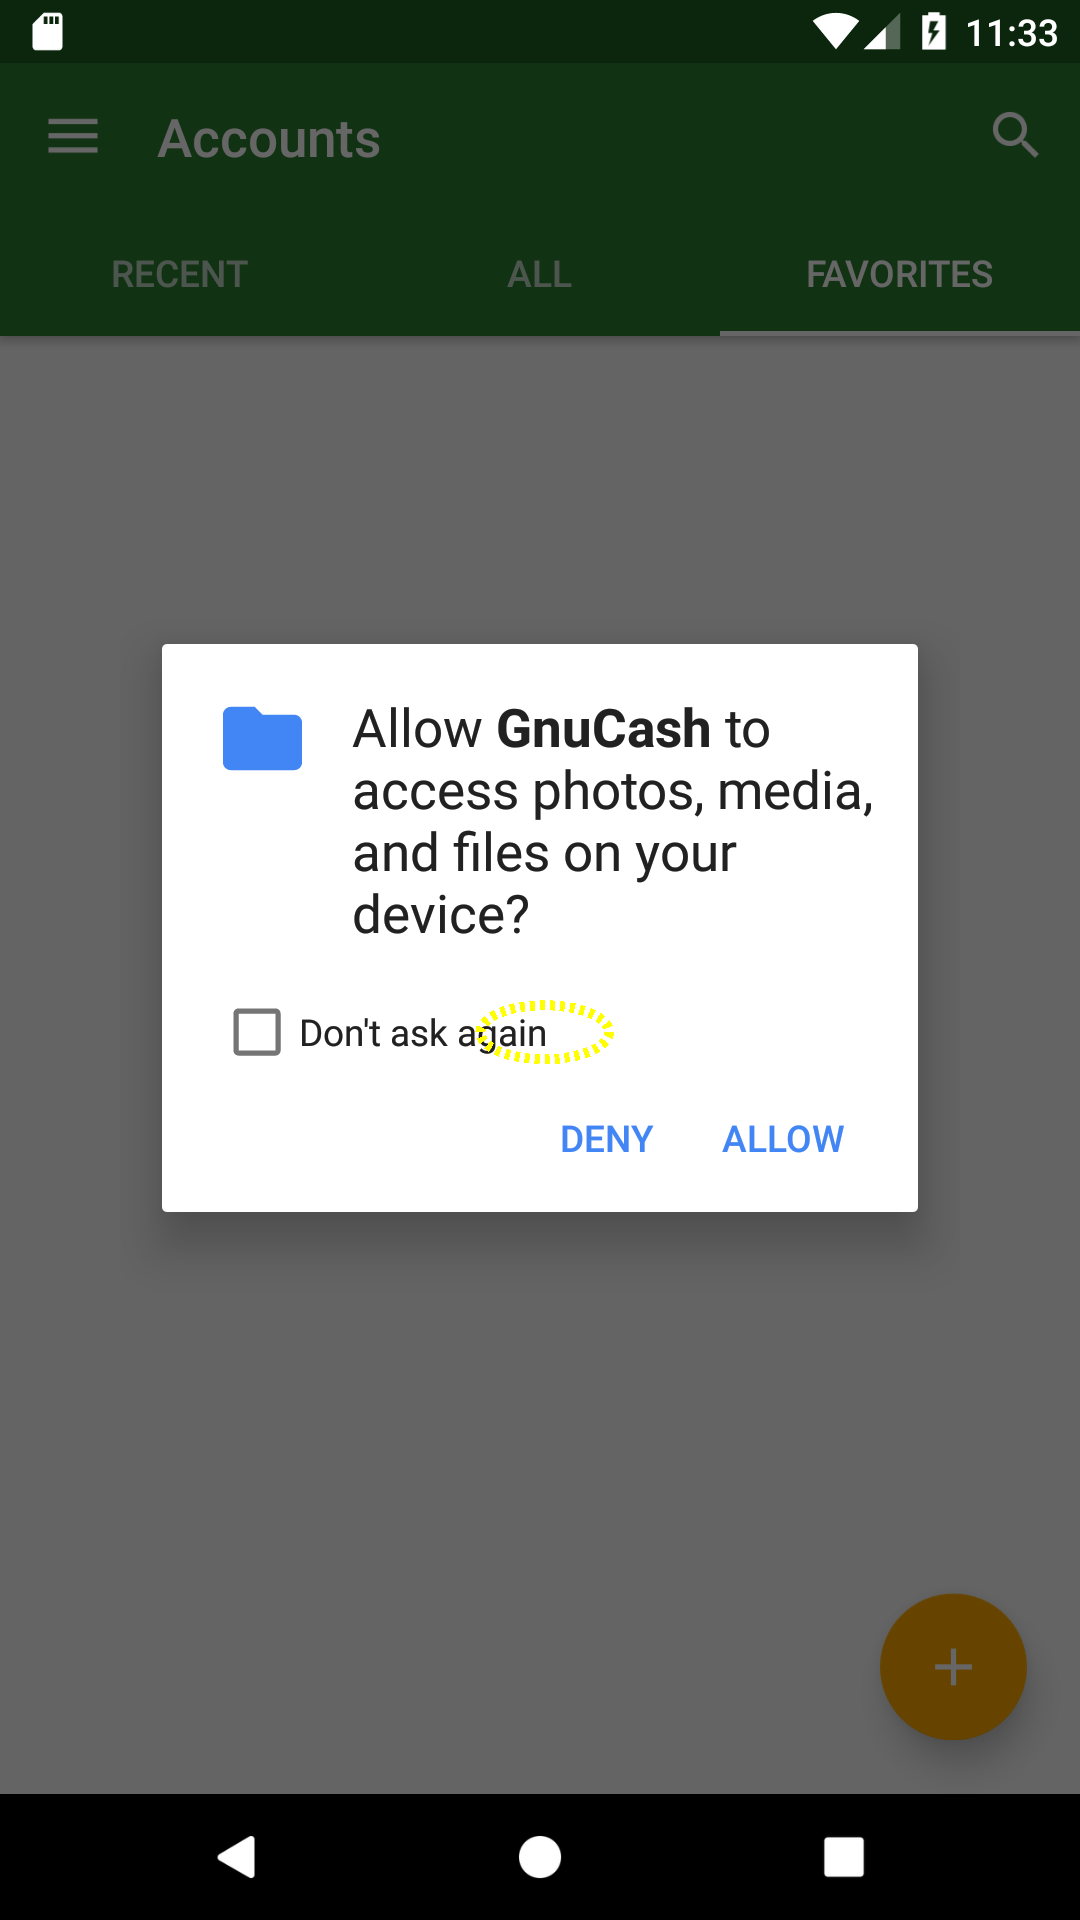 11:33
Accounts
RECENT ALL FAVORITES
Allow GnuCash to
access photos, media,
and files on your
device?
Don't ask again
DENY ALLOW